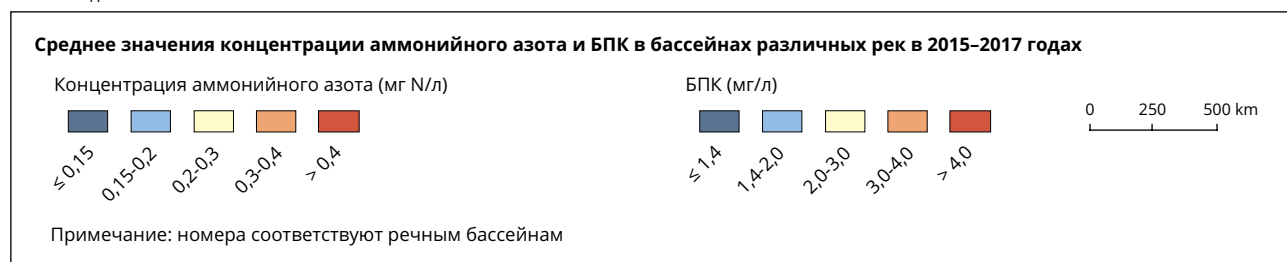 Среднее значения концентрации аммонийного азота и БПК в бассейнах различных рек в 2015–2017 годах
Концентрация аммонийного азота (мг N/л)
≤ 0,15
0,15-0,2
0,2-0,3
0,3-0,4
> 0,4
БПК (мг/л)
≤ 1,4
1,4-2,0
2,0-3,0
3,0-4,0
> 4,0
0 250 500 km
Примечание: номера соответствуют речным бассейнам